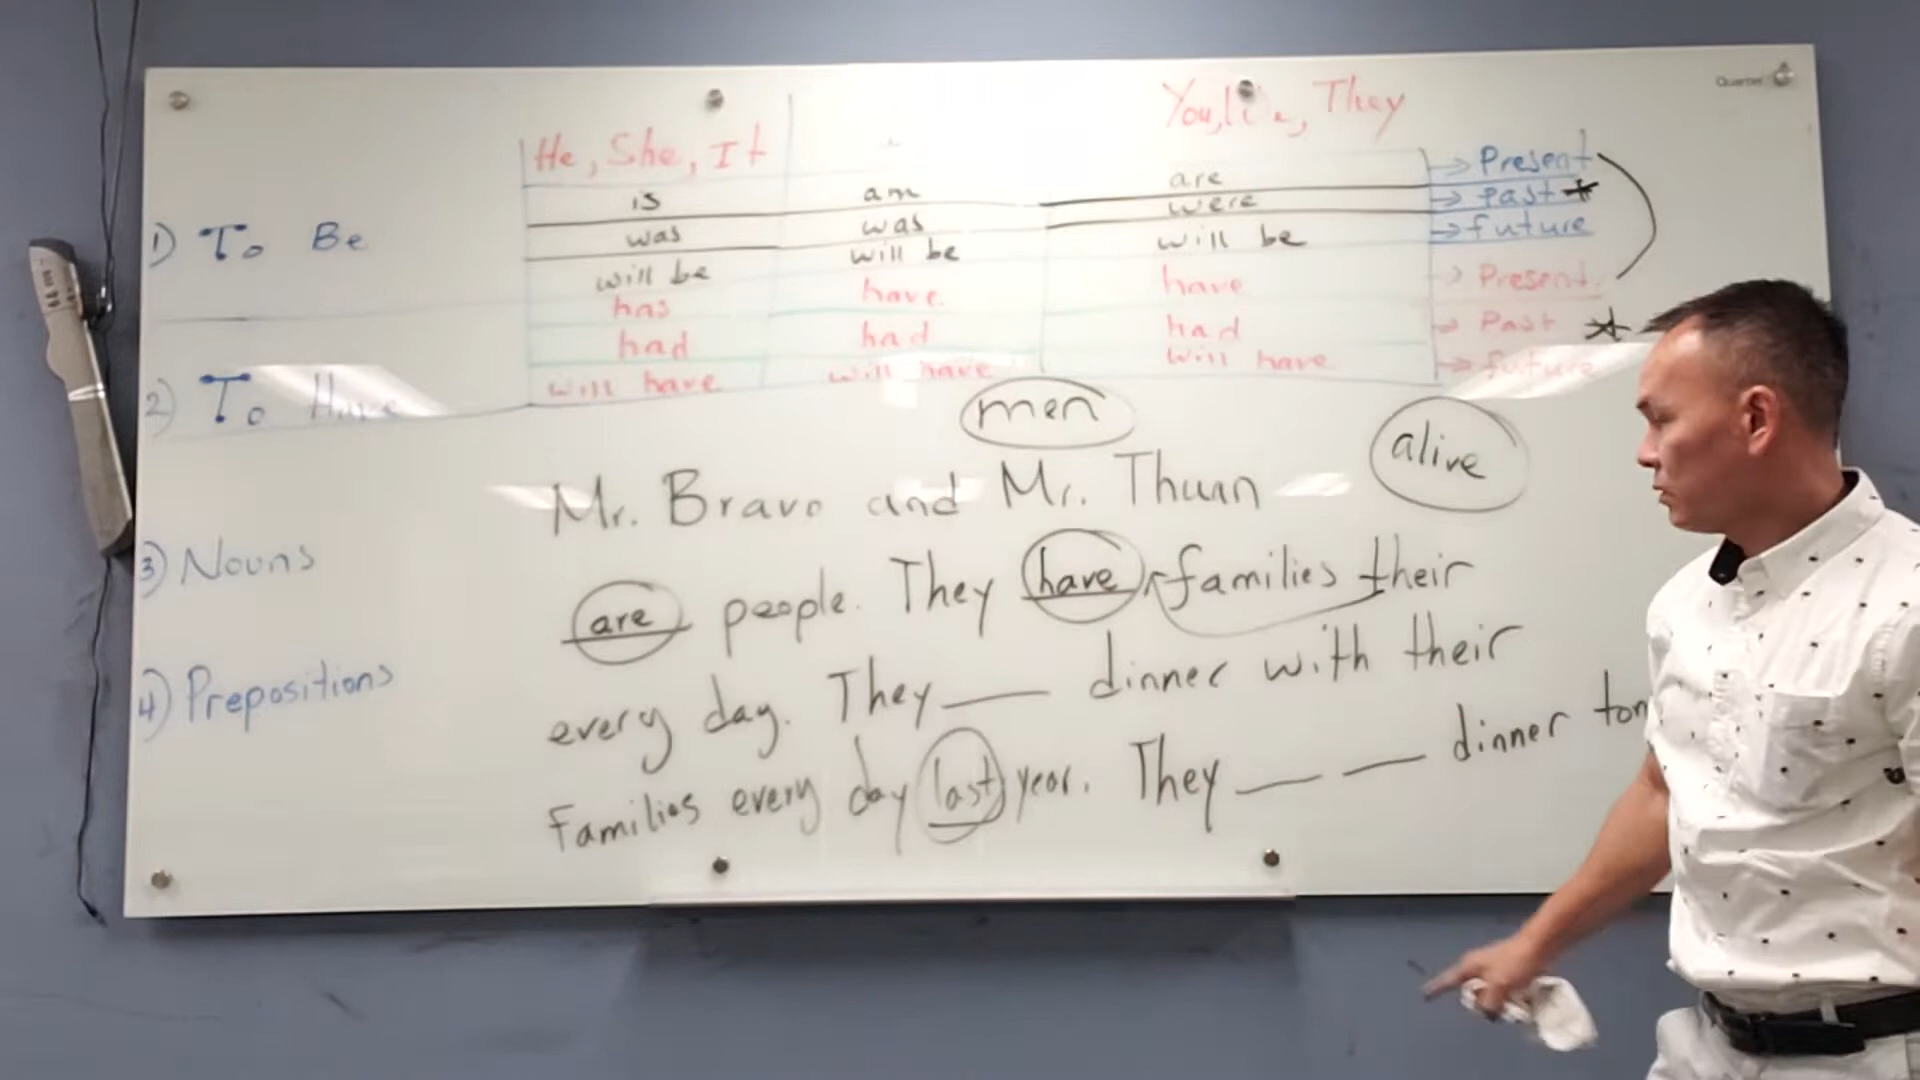 Quartet
He, She, It
You, They
is am are → Present
was was were → past *
will be will be will be → future
1) To Be
has have have → Present
had had had → Past *
will have will have will have → future
2) To Have
men
alive
Mr. Bravo and Mr. Thuan
3) Nouns
are people. They have families their
4) Prepositions
every day. They ___ dinner with their
Families every day last year. They ___ ___ dinner